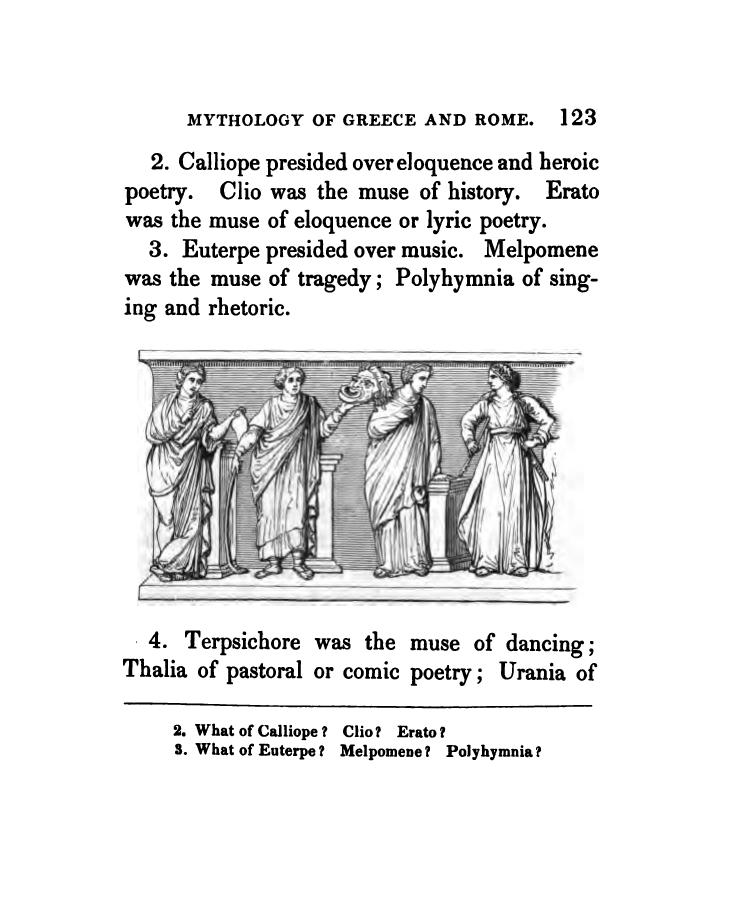 MYTHOLOGY OF GREECE AND ROME. 123
2. Calliope presided over eloquence and heroic
poetry. Clio was the muse of history. Erato
was the muse of eloquence or lyric poetry.
3. Euterpe presided over music. Melpomene
was the muse of tragedy; Polyhymnia of sing-
ing and rhetoric.
4. Terpsichore was the muse of dancing;
Thalia of pastoral or comic poetry; Urania of
2. What of Calliope? Clio? Erato?
3. What of Euterpe? Melpomene? Polyhymnia?